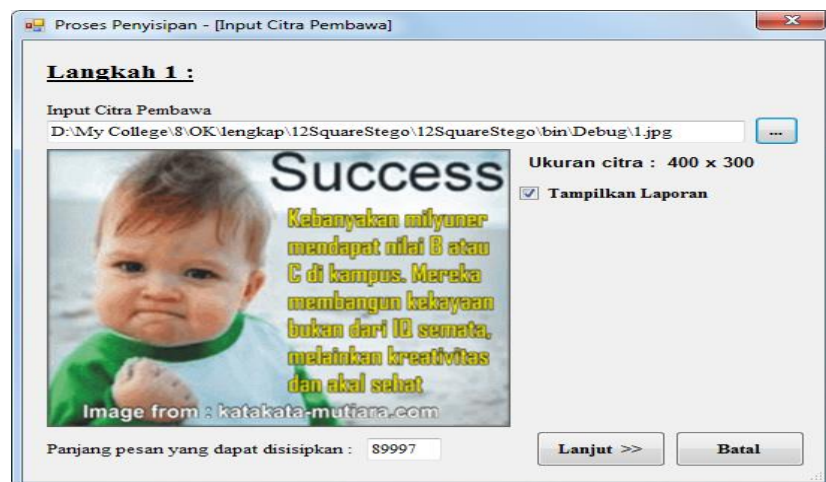 Proses Penyisipan - [Input Citra Pembawa]
Langkah 1 :
Input Citra Pembawa
D:\My College\8\OK\lengkap\12SquareStego\12SquareStego\bin\Debug\1.jpg
...
Success
Kebanyakan milyuner
mendapat nilai B atau
C di kampus. Mereka
membangun kekayaan
bukan dari IQ semata,
melainkan kreativitas
dan akal sehat
Image from : katakata-mutiara.com
Ukuran citra : 400 x 300
Tampilkan Laporan
Panjang pesan yang dapat disisipkan : 89997
Lanjut >>
Batal